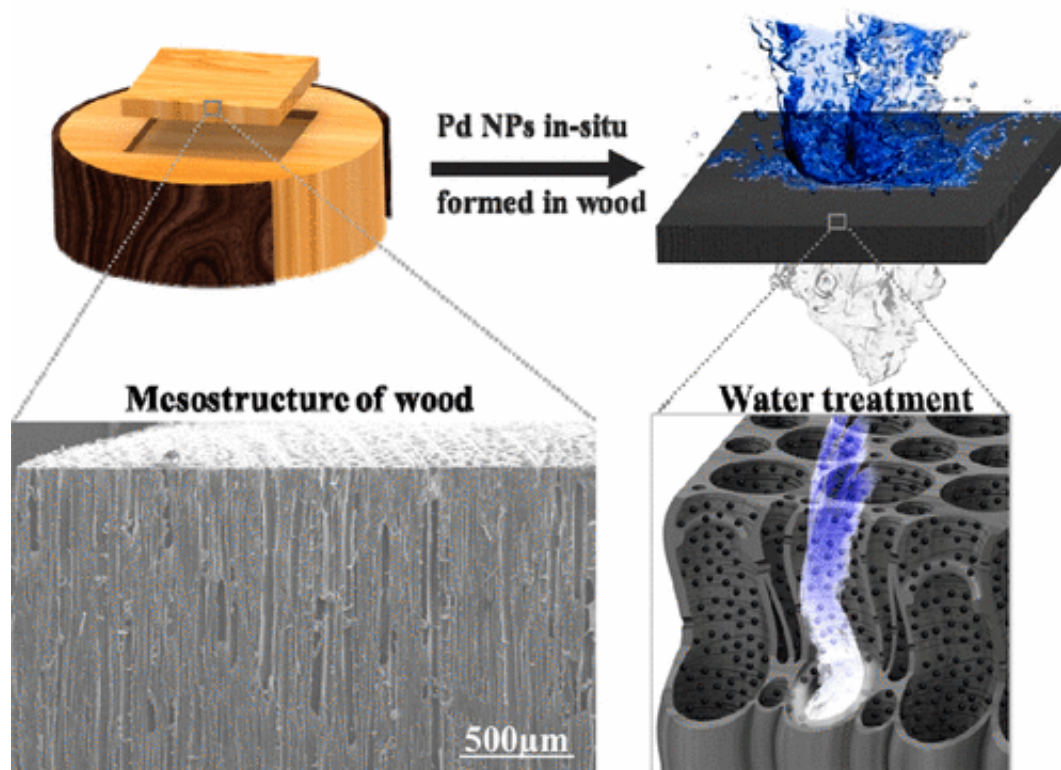 Pd NPs in-situ
formed in wood
Mesostructure of wood
Water treatment
500μm